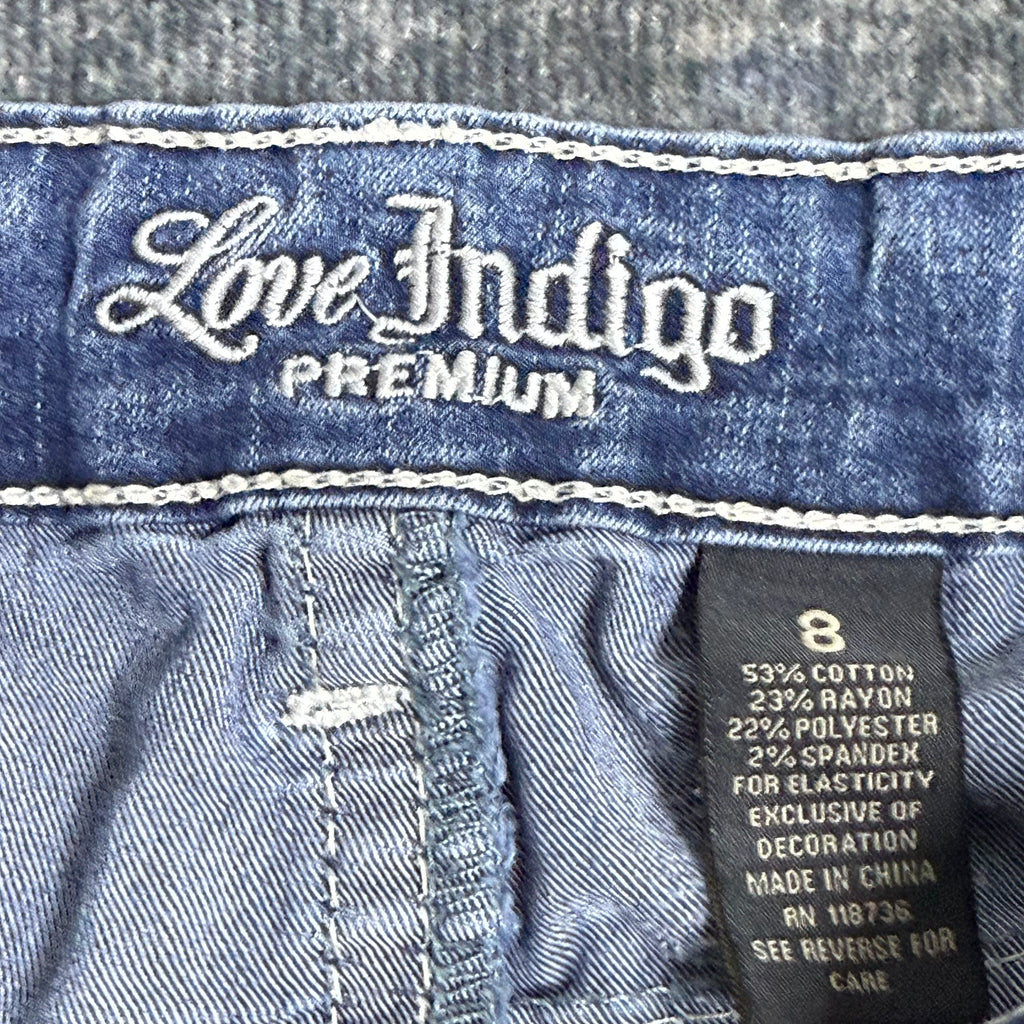 Love Indigo
PREMIUM
8
53% COTTON
23% RAYON
22% POLYESTER
2% SPANDEX
FOR ELASTICITY
EXCLUSIVE OF
DECORATION
MADE IN CHINA
RN 118736
SEE REVERSE FOR
CARE